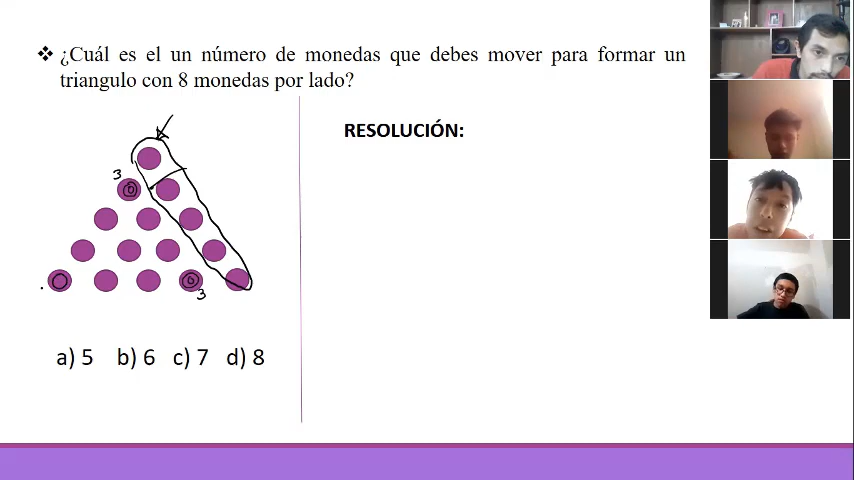 ❖ ¿Cuál es el un número de monedas que debes mover para formar un
triangulo con 8 monedas por lado?
RESOLUCIÓN:
3
3
a) 5 b) 6 c) 7 d) 8